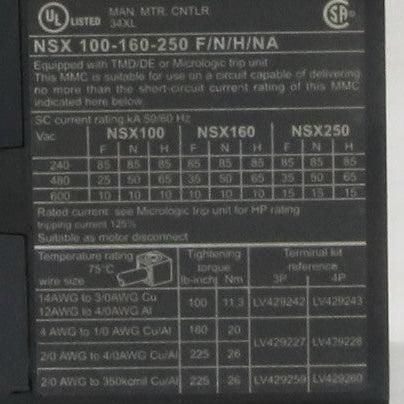 UL LISTED MAN. MTR. CNTLR. 34XL SA
NSX 100-160-250 F/N/H/NA
Equipped with TMD/DE or Micrologic trip unit
This MMC is suitable for use on a circuit capable of delivering
no more than the short-circuit current rating of this MMC
indicated here below.
SC current rating kA 50/60 Hz
Vac NSX100 NSX160 NSX250
F N H F N H F N H
240 85 85 85 85 85 85 85 85 85
480 25 50 65 35 50 65 35 50 65
600 10 10 10 10 10 10 15 15 15
Rated current: see Micrologic trip unit for HP rating
tripping current 125%
Suitable as motor disconnect
Temperature rating 75°C wire size Tightening torque lb-inch Nm Terminal kit reference 3P 4P
14AWG to 3/0AWG Cu
12AWG to 4/0AWG Al 100 11.3 LV429242 LV429243
4 AWG to 1/0 AWG Cu/Al 180 20
LV429227 LV429228
2/0 AWG to 4/0AWG Cu/Al 225 26
2/0 AWG to 350kcmil Cu/Al 225 26 LV429259 LV429260